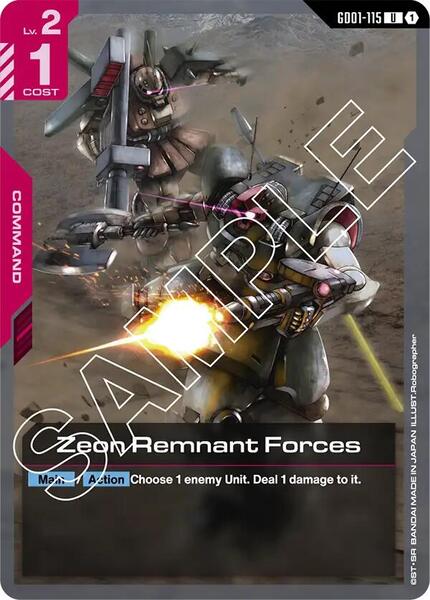 Lv. 2
GD01-115 U 1
1
COST
COMMAND
SAMPLE
Zeon Remnant Forces
Main / Action Choose 1 enemy Unit. Deal 1 damage to it.
©ST·SR BANDAI MADE IN JAPAN ILLUST.Robographer